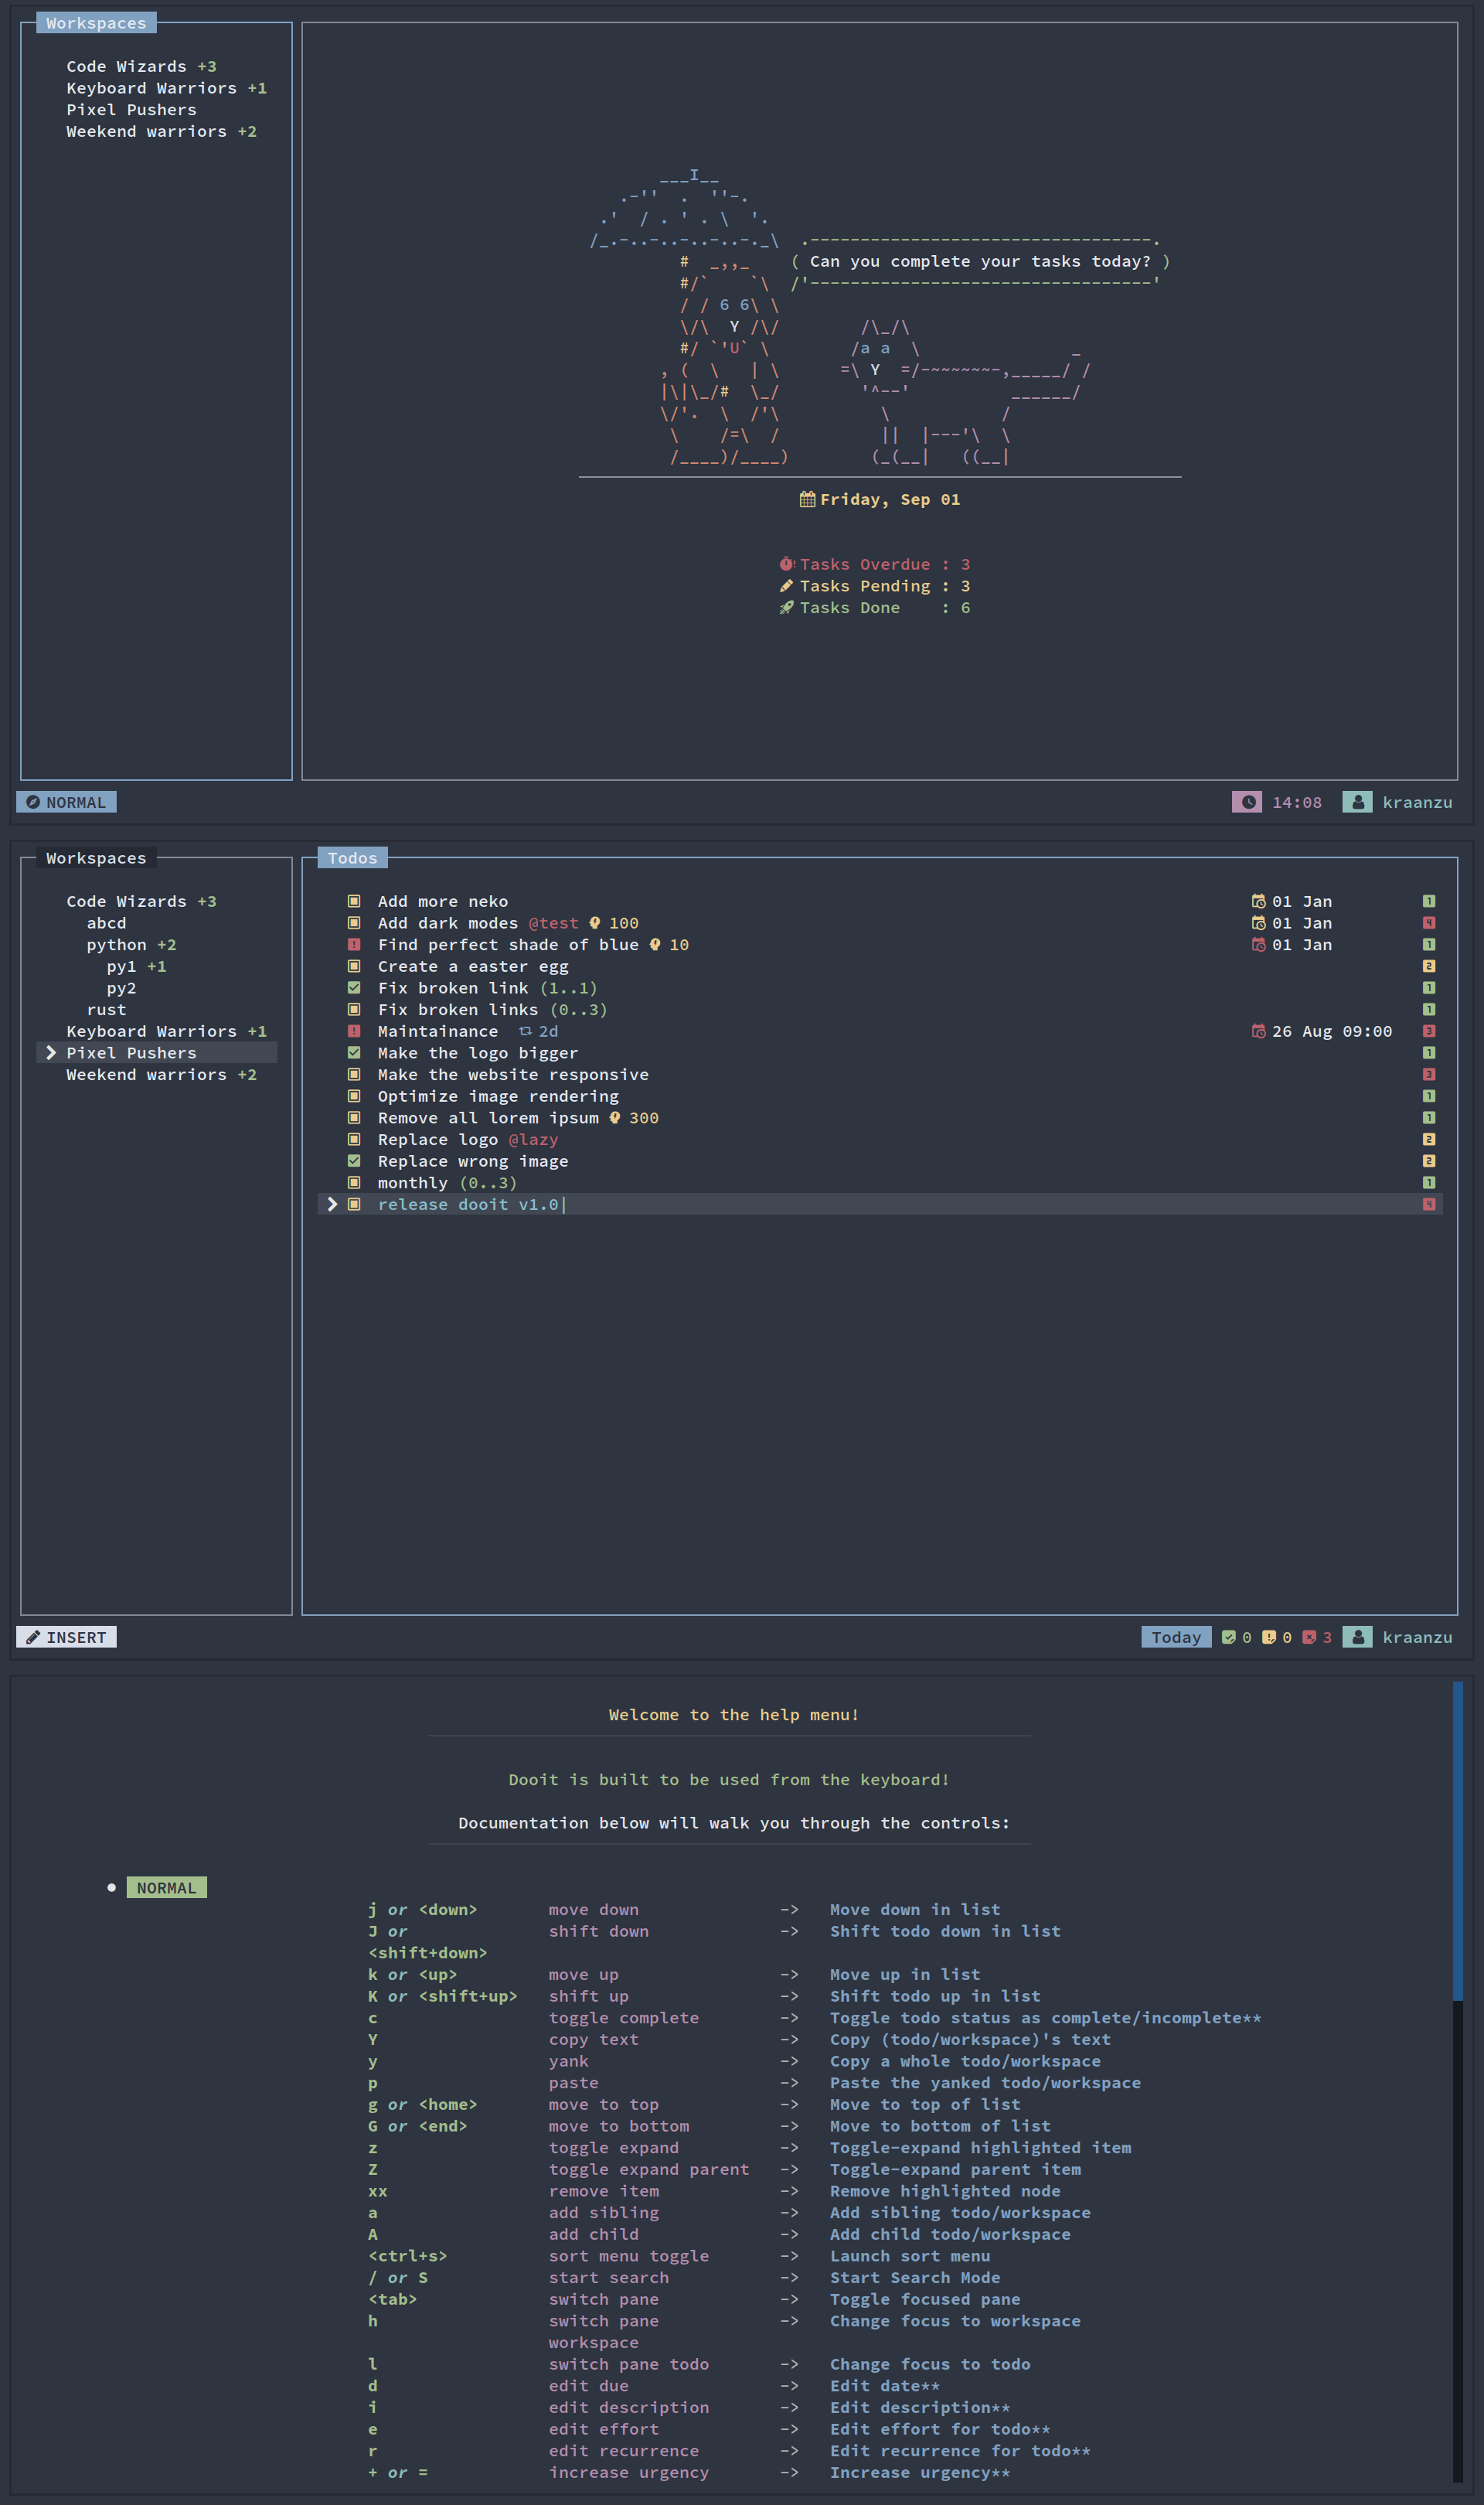 Workspaces
Code Wizards +3
Keyboard Warriors +1
Pixel Pushers
Weekend warriors +2
( Can you complete your tasks today? )
Friday, Sep 01
Tasks Overdue : 3
Tasks Pending : 3
Tasks Done : 6
NORMAL
14:08 kraanzu
Workspaces
Code Wizards +3
abcd
python +2
py1 +1
py2
rust
Keyboard Warriors +1
Pixel Pushers
Weekend warriors +2
Todos
Add more neko 01 Jan 1
Add dark modes @test 100 01 Jan 4
! Find perfect shade of blue 10 01 Jan 1
Create a easter egg 2
Fix broken link (1..1) 1
Fix broken links (0..3) 1
! Maintainance 2d 26 Aug 09:00 3
Make the logo bigger 1
Make the website responsive 3
Optimize image rendering 1
Remove all lorem ipsum 300 1
Replace logo @lazy 2
Replace wrong image 2
monthly (0..3) 1
release dooit v1.0 4
INSERT
Today 0 0 3 kraanzu
Welcome to the help menu!
Dooit is built to be used from the keyboard!
Documentation below will walk you through the controls:
• NORMAL
j or <down> move down -> Move down in list
J or shift down -> Shift todo down in list
<shift+down>
k or <up> move up -> Move up in list
K or <shift+up> shift up -> Shift todo up in list
c toggle complete -> Toggle todo status as complete/incomplete**
Y copy text -> Copy (todo/workspace)'s text
y yank -> Copy a whole todo/workspace
p paste -> Paste the yanked todo/workspace
g or <home> move to top -> Move to top of list
G or <end> move to bottom -> Move to bottom of list
z toggle expand -> Toggle-expand highlighted item
Z toggle expand parent -> Toggle-expand parent item
xx remove item -> Remove highlighted node
a add sibling -> Add sibling todo/workspace
A add child -> Add child todo/workspace
<ctrl+s> sort menu toggle -> Launch sort menu
/ or S start search -> Start Search Mode
<tab> switch pane -> Toggle focused pane
h switch pane -> Change focus to workspace
workspace
l switch pane todo -> Change focus to todo
d edit due -> Edit date**
i edit description -> Edit description**
e edit effort -> Edit effort for todo**
r edit recurrence -> Edit recurrence for todo**
+ or = increase urgency -> Increase urgency**